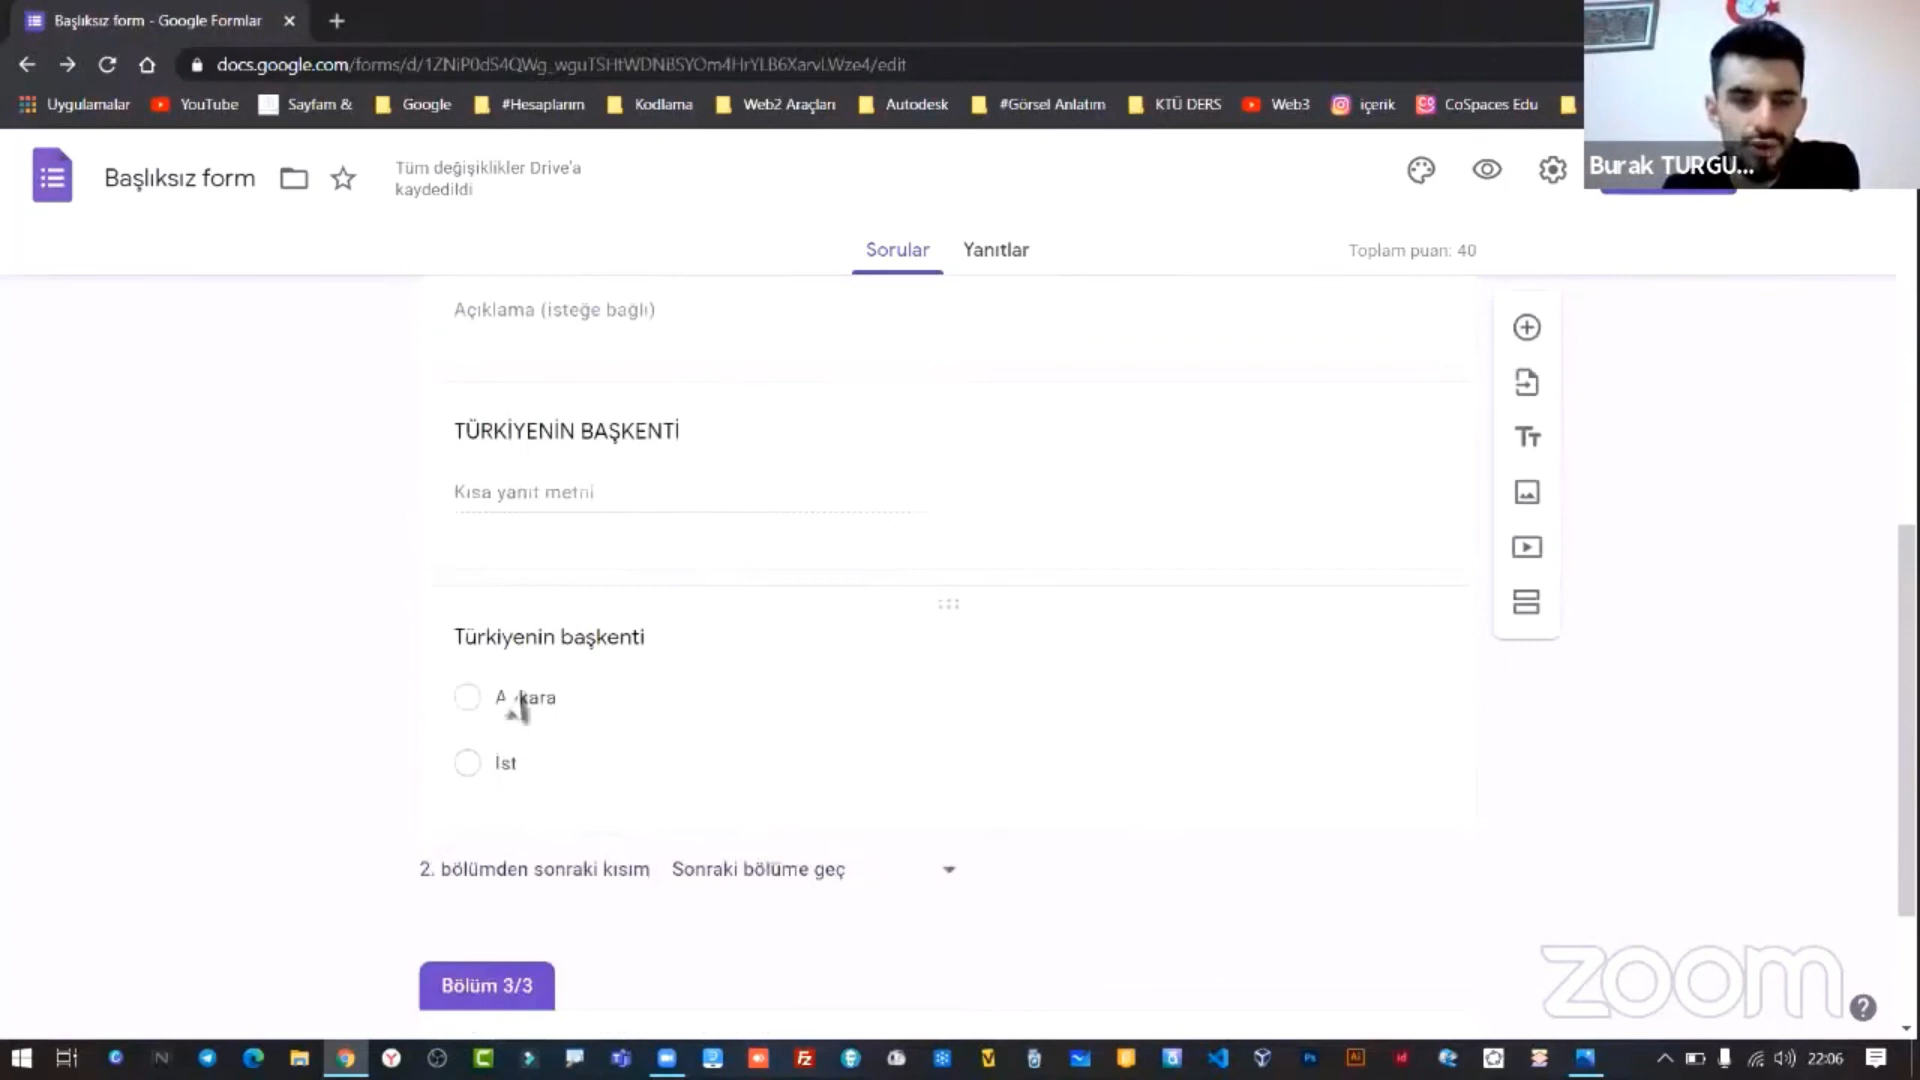 Başlıksız form - Google Formlar
docs.google.com/forms/d/1ZNiP0dS4QWg_wguTSHtWDNBSYOm4HrYLB6XarvLWze4/edit
Uygulamalar YouTube Sayfam & Google #Hesaplarım Kodlama Web2 Araçları Autodesk #Görsel Anlatım KTÜ DERS Web3 içerik CoSpaces Edu
Burak TURGU...
Başlıksız form
Tüm değişiklikler Drive'a
kaydedildi
Sorular Yanıtlar
Toplam puan: 40
Açıklama (isteğe bağlı)
TÜRKİYENİN BAŞKENTİ
Kısa yanıt metni
Türkiyenin başkenti
A kara
İst
2. bölümden sonraki kısım Sonraki bölüme geç
Bölüm 3/3
zoom
22:06